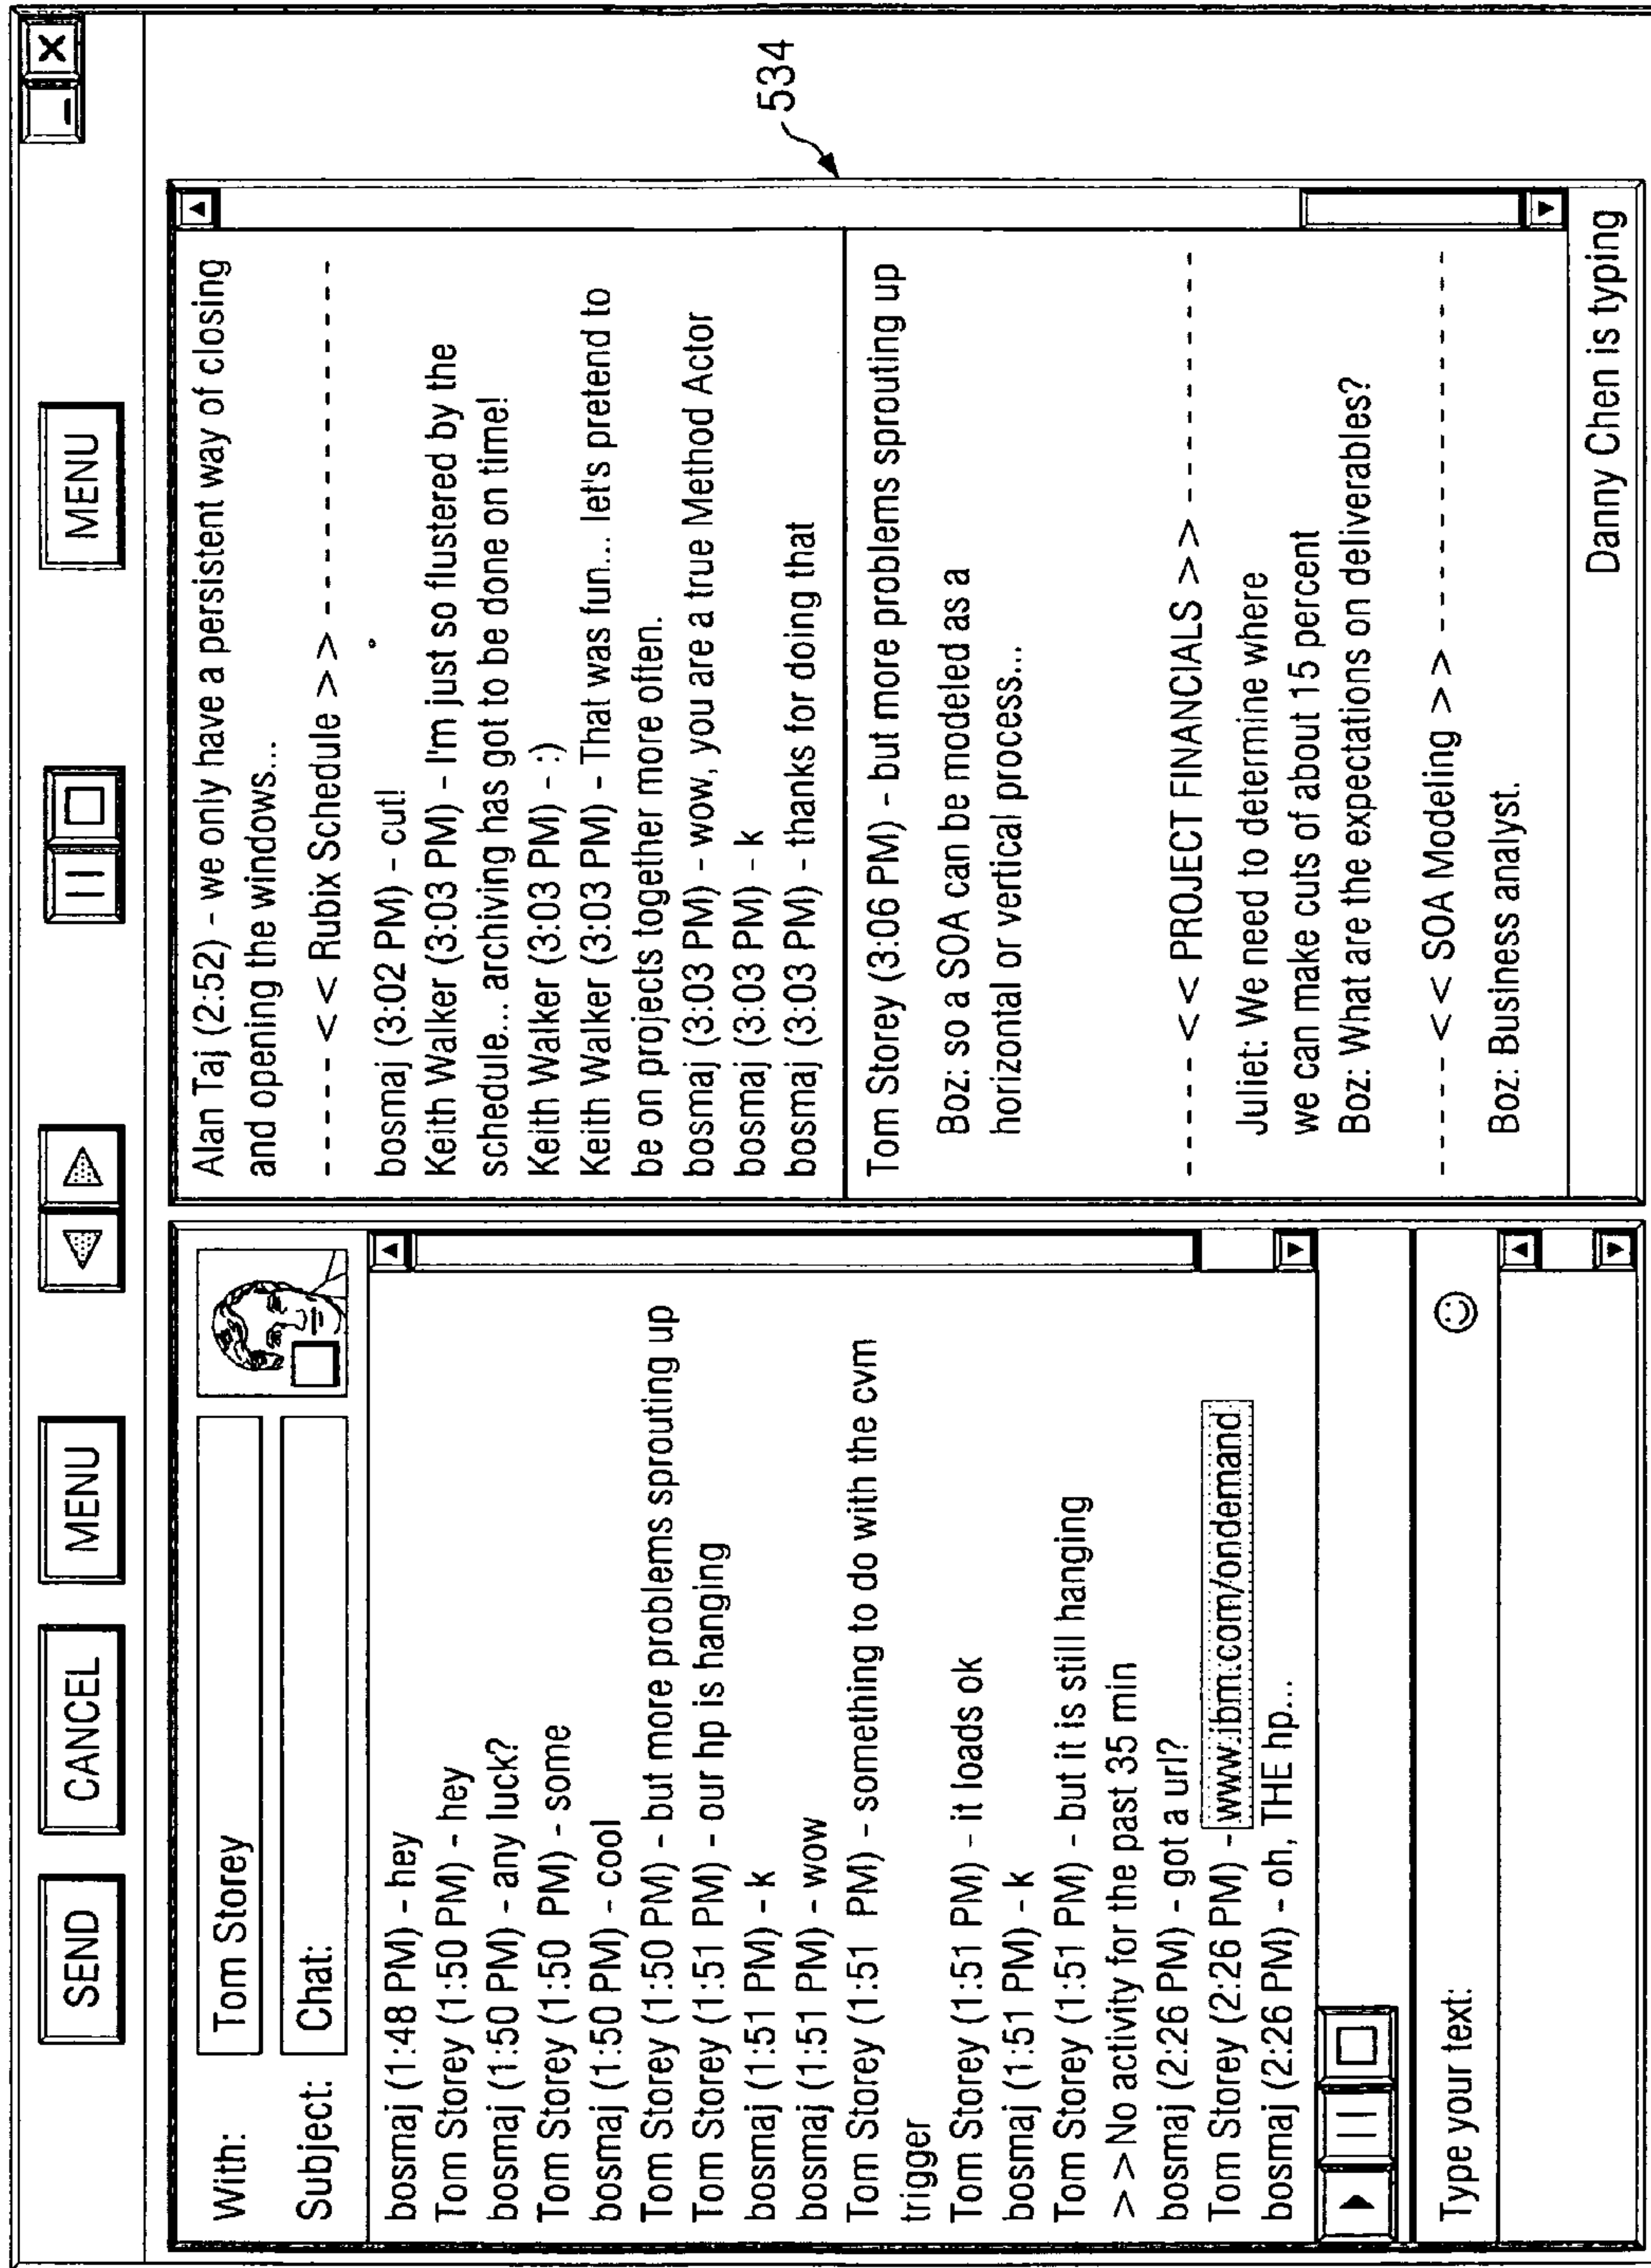 SEND
CANCEL
MENU
MENU
With: Tom Storey
Subject: Chat:
bosmaj (1:48 PM) - hey
Tom Storey (1:50 PM) - hey
bosmaj (1:50 PM) - any luck?
Tom Storey (1:50 PM) - some
bosmaj (1:50 PM) - cool
Tom Storey (1:50 PM) - but more problems sprouting up
Tom Storey (1:51 PM) - our hp is hanging
bosmaj (1:51 PM) - k
bosmaj (1:51 PM) - wow
Tom Storey (1:51 PM) - something to do with the cvm
trigger
Tom Storey (1:51 PM) - it loads ok
bosmaj (1:51 PM) - k
Tom Storey (1:51 PM) - but it is still hanging
>>No activity for the past 35 min
bosmaj (2:26 PM) - got a url?
Tom Storey (2:26 PM) - www.ibm.com/ondemand
bosmaj (2:26 PM) - oh, THE hp...
Type your text:
Alan Taj (2:52) - we only have a persistent way of closing
and opening the windows...
- - - - - << Rubix Schedule >> - - - - - - - - - - - - -
bosmaj (3:02 PM) - cut!
Keith Walker (3:03 PM) - I'm just so flustered by the
schedule... archiving has got to be done on time!
Keith Walker (3:03 PM) - :)
Keith Walker (3:03 PM) - That was fun... let's pretend to
be on projects together more often.
bosmaj (3:03 PM) - wow, you are a true Method Actor
bosmaj (3:03 PM) - k
bosmaj (3:03 PM) - thanks for doing that
Tom Storey (3:06 PM) - but more problems sprouting up
Boz: so a SOA can be modeled as a
horizontal or vertical process...
- - - - - << PROJECT FINANCIALS >> - - - - - - - - - -
Juliet: We need to determine where
we can make cuts of about 15 percent
Boz: What are the expectations on deliverables?
- - - - - << SOA Modeling >> - - - - - - - - - - - - - -
Boz: Business analyst.
Danny Chen is typing
534